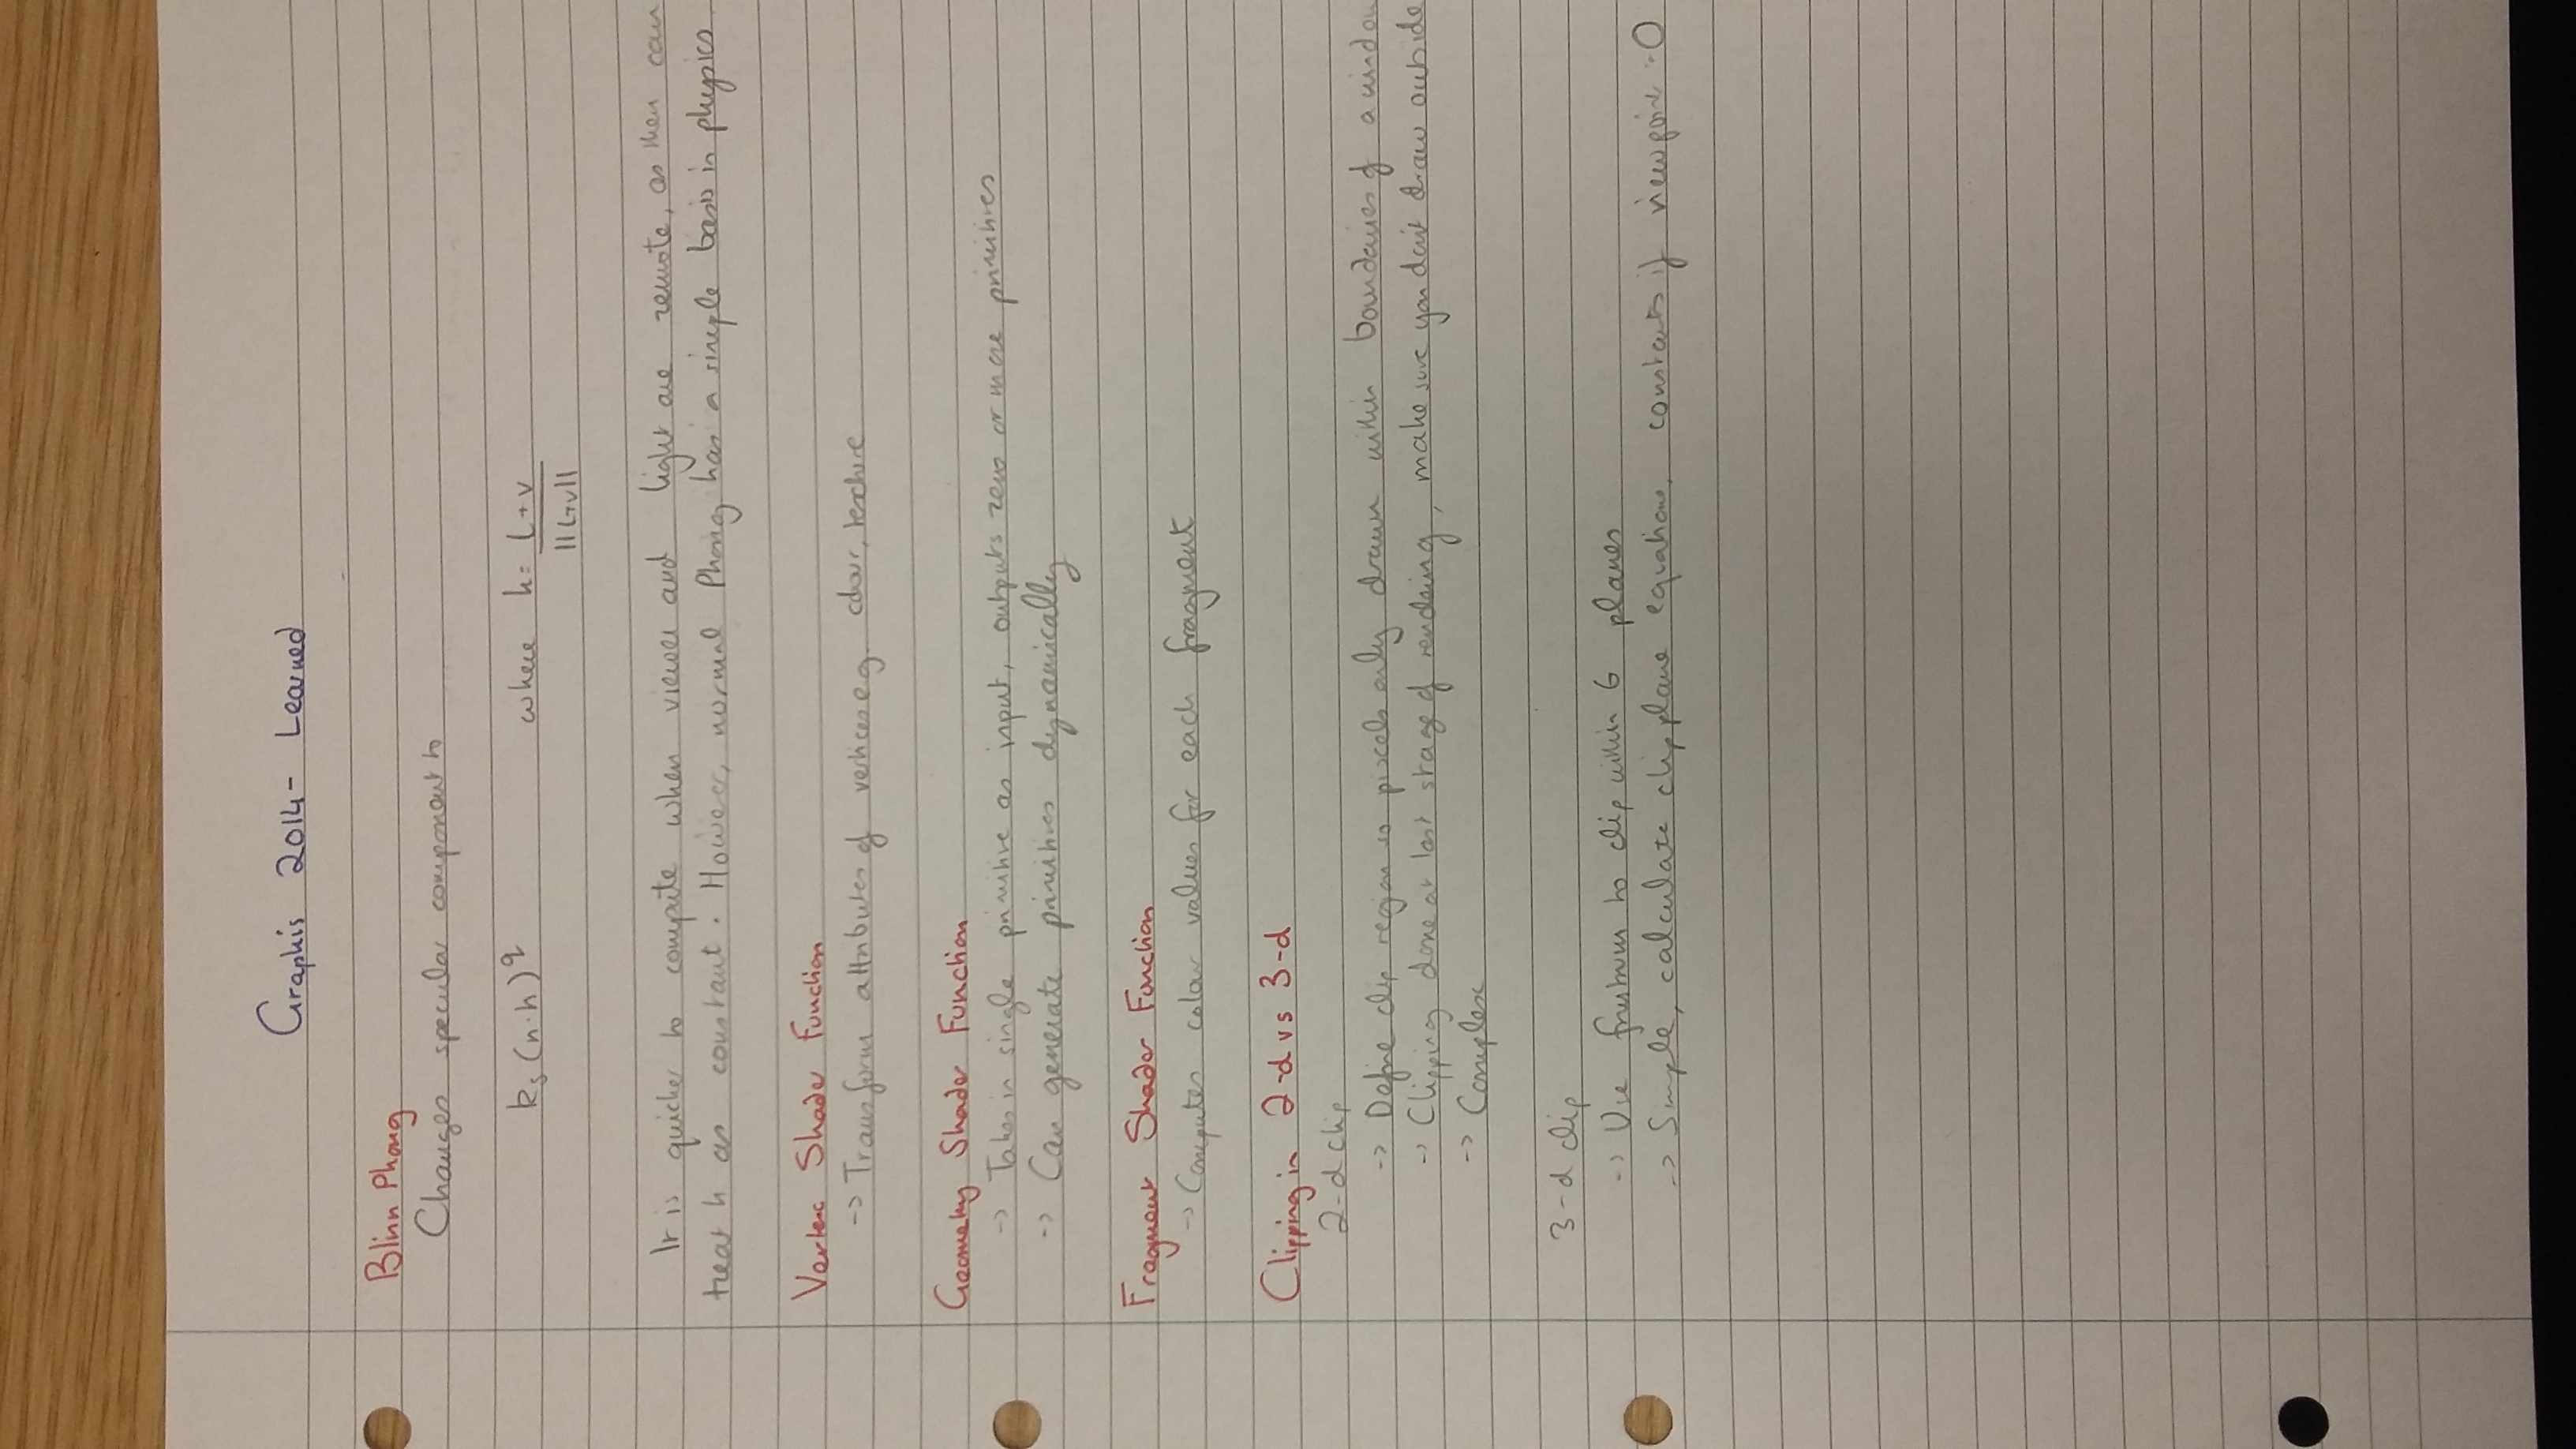 Graphis 2014- Learned
Blinn Phong
Changes specular component to
ks(n·h)^q where h = L+v
||L+v||
It is quicker to compute when viewer and light are remote, as then can
treat h as constant. However, normal Phong has a simple basis in physics
Vertex Shader Function
-> Transform attributes of vertices e.g. colour, texture
Geometry Shader Function
-> Takes in single primitive as input, outputs zero or more primitives
-> Can generate primitives dynamically
Fragment Shader Function
-> Computes colour values for each fragment
Clipping in 2-d vs 3-d
2-d clip
-> Define clip region so pixels only drawn within boundaries of a window
-> Clipping done at last stage of rendering, make sure you don't draw outside
-> Complex
3-d clip
-> Use frustrum to clip within 6 planes
-> Simple, calculate clip plane equations, constants if viewpoint = 0